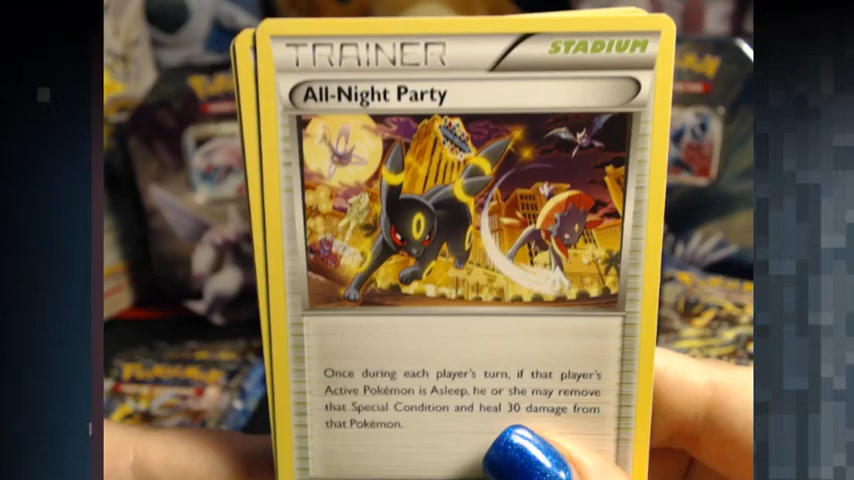 TRAINER
STADIUM
All-Night Party
Once during each player's turn, if that player's
Active Pokémon is Asleep, he or she may remove
that Special Condition and heal 30 damage from
that Pokémon.
Pokémon